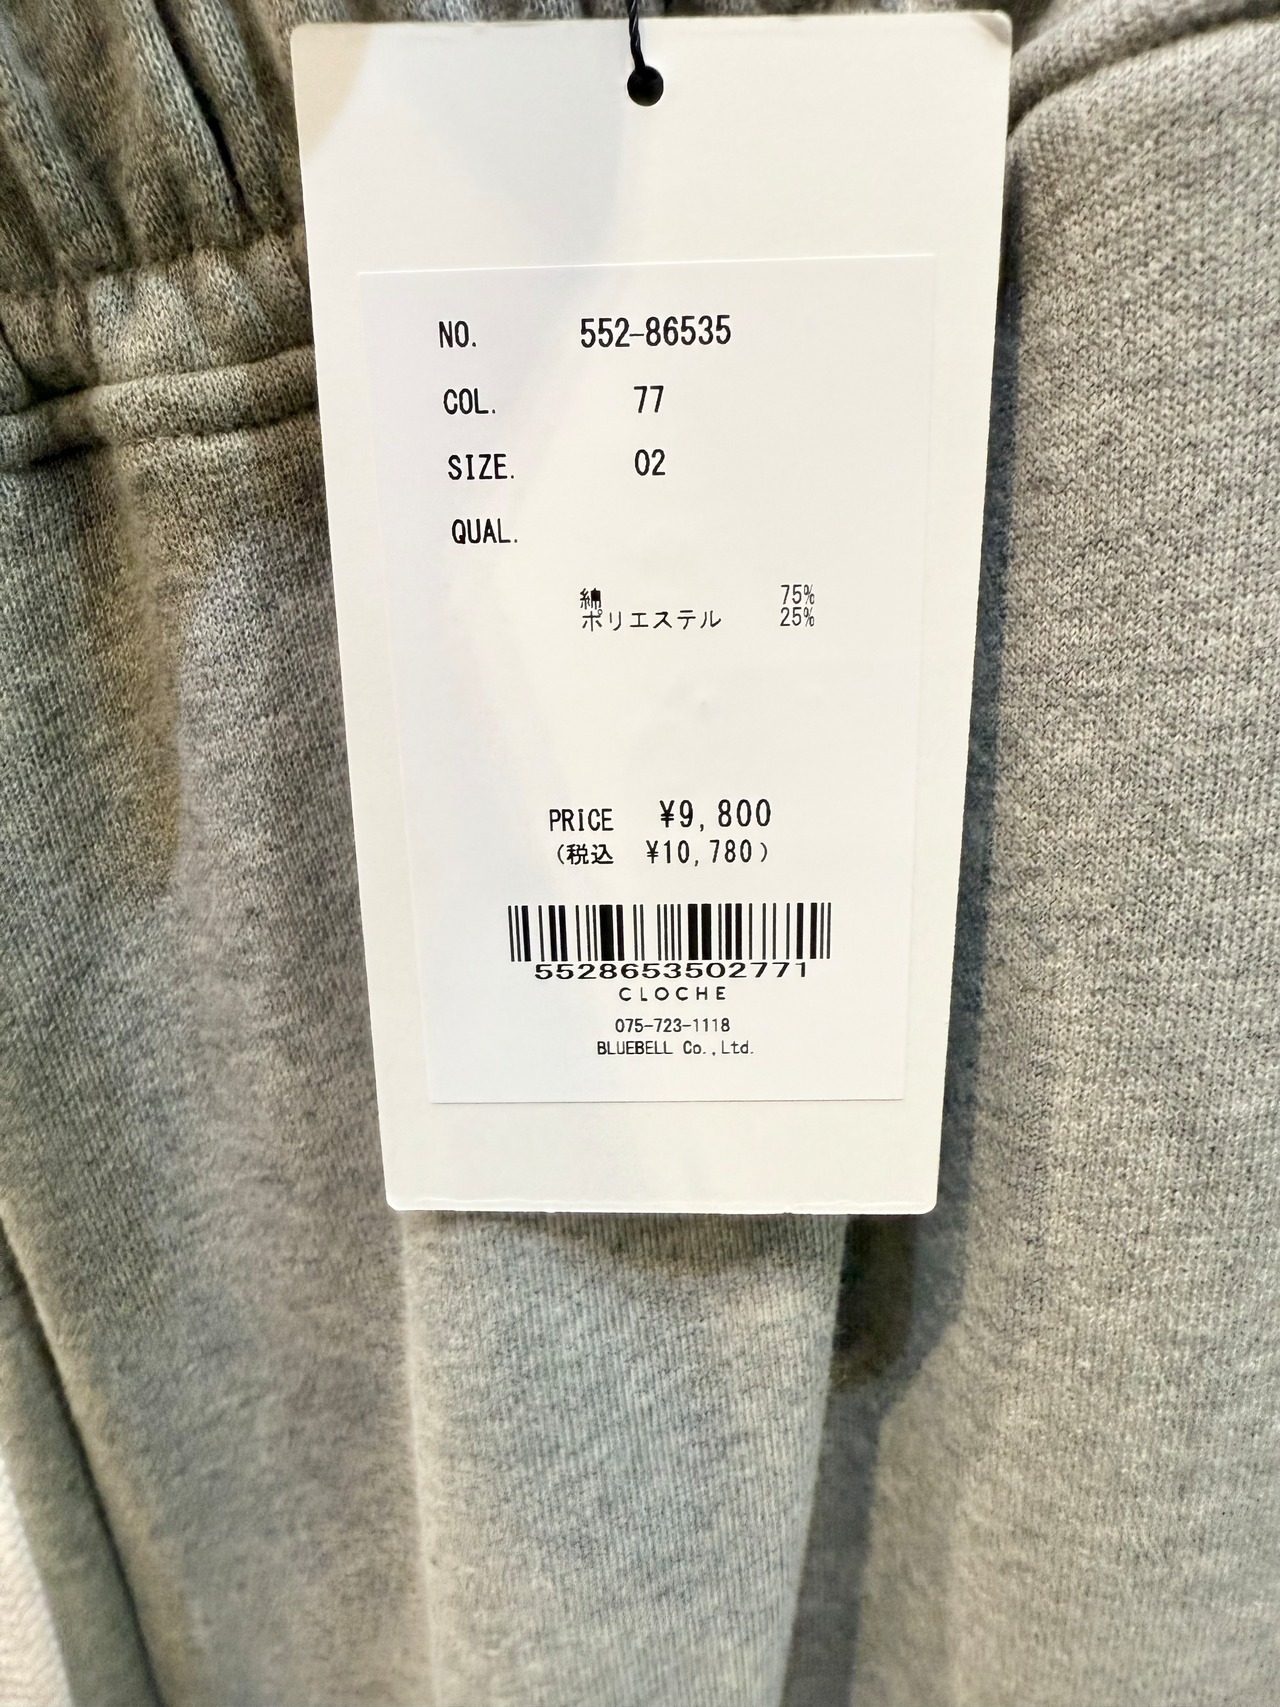 NO. 552-86535
COL. 77
SIZE. 02
QUAL.
綿 75%
ポリエステル 25%
PRiCE ¥9,800
(税込 ¥10,780)
5528653502771
CLOCHE
075-723-1118
BLUEBELL Co.,Ltd.